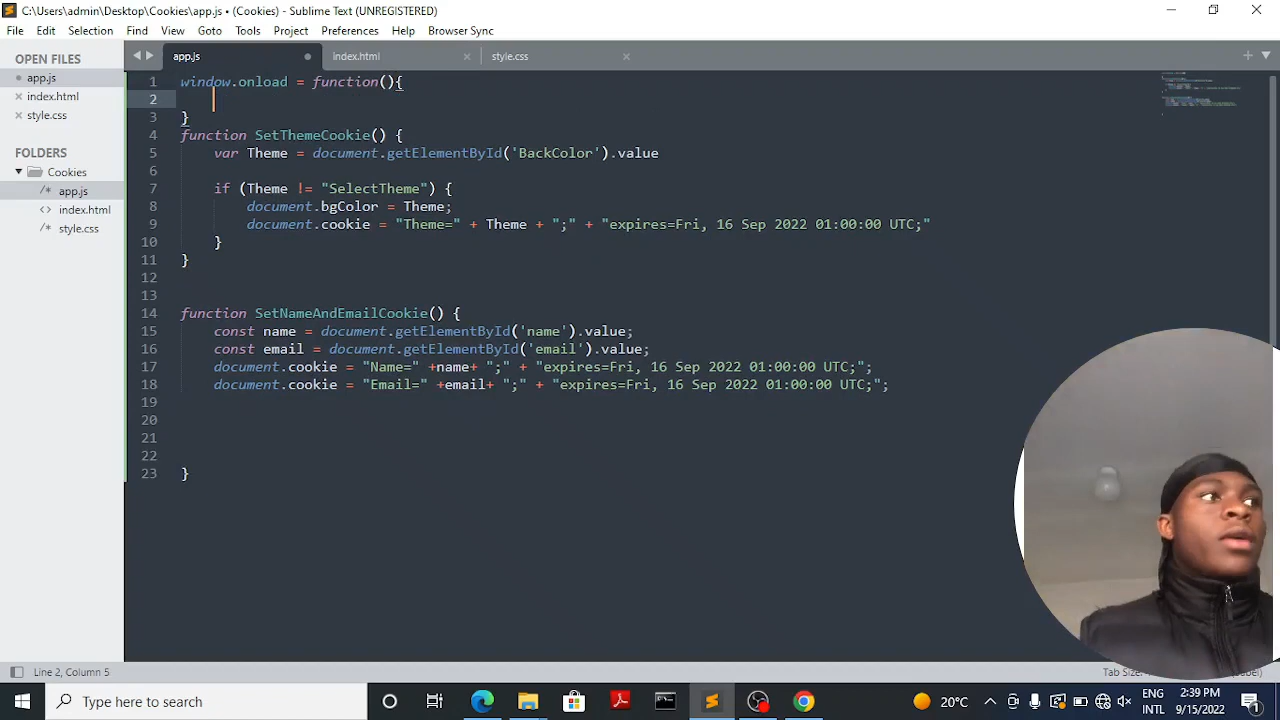 C:\Users\admin\Desktop\Cookies\app.js • (Cookies) - Sublime Text (UNREGISTERED)
File Edit Selection Find View Goto Tools Project Preferences Help Browser Sync
OPEN FILES
app.js
index.html
style.css
FOLDERS
Cookies
/* app.js
<> index.html
/* style.css
app.js index.html style.css
1 window.onload = function(){
2
3 }
4 function SetThemeCookie() {
5 var Theme = document.getElementById('BackColor').value
6
7 if (Theme != "SelectTheme") {
8 document.bgColor = Theme;
9 document.cookie = "Theme=" + Theme + ";" + "expires=Fri, 16 Sep 2022 01:00:00 UTC;"
10 }
11 }
12
13
14 function SetNameAndEmailCookie() {
15 const name = document.getElementById('name').value;
16 const email = document.getElementById('email').value;
17 document.cookie = "Name=" +name+ ";" + "expires=Fri, 16 Sep 2022 01:00:00 UTC;";
18 document.cookie = "Email=" +email+ ";" + "expires=Fri, 16 Sep 2022 01:00:00 UTC;";
19
20
21
22
23 }
Line 2, Column 5
Tab Size:
Type here to search
20°C
ENG
INTL
2:39 PM
9/15/2022
1